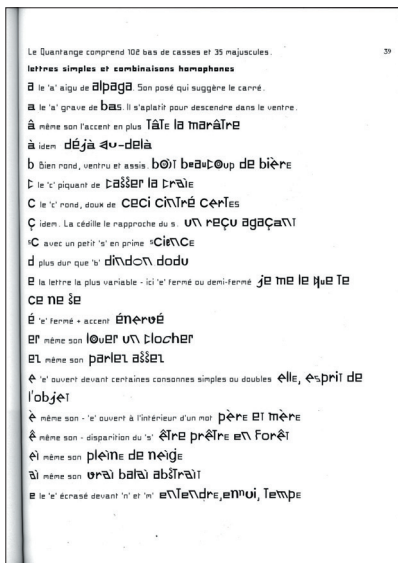 Le Quantange comprend 102 bas de casses et 35 majuscules.
39
lettres simples et combinaisons homophones
a le 'a' aigu de alpaga. Son posé qui suggère le carré.
a le 'a' grave de bas. Il s'aplatit pour descendre dans le ventre.
â même son l'accent en plus Tâte la marâtre
à idem déjà au-delà
b Bien rond, ventru et assis. boit beaucoup de bière
c le 'c' piquant de casser la craie
C le 'c' rond, doux de ceci cintré certes
Ç idem. La cédille le rapproche du s. un reçu agaçant
sC avec un petit 's' en prime sCience
d plus dur que 'b' dindon dodu
e la lettre la plus variable - ici 'e' fermé ou demi-fermé je me le que te
ce ne se
é 'e' fermé + accent énervé
er même son louer un clocher
ez même son parlez assez
e 'e' ouvert devant certaines consonnes simples ou doubles elle, esprit de
l'objet
è même son - 'e' ouvert à l'intérieur d'un mot père et mère
ê même son - disparition du 's' être prêtre en forêt
ei même son pleine de neige
ai même son vrai balai abstrait
e le 'e' écrasé devant 'n' et 'm' entendre, ennui, tempe